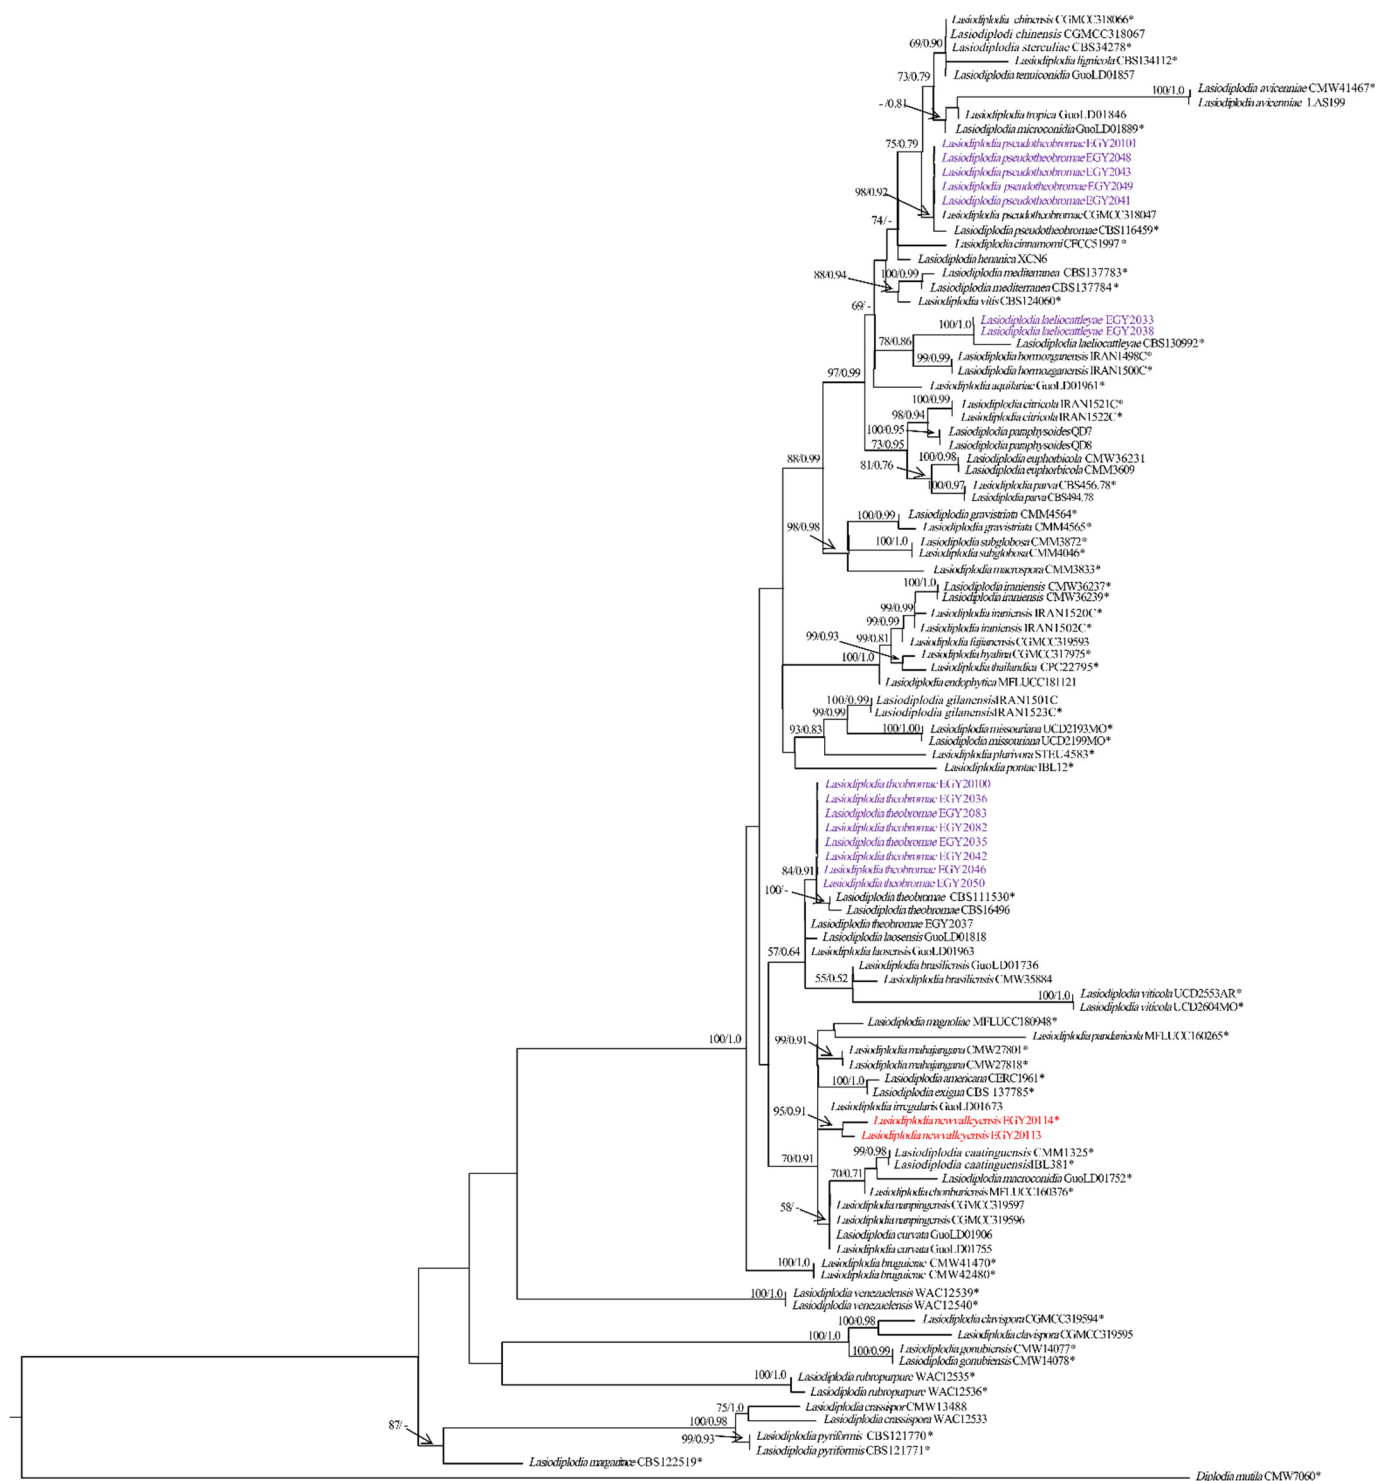 Lasiodiplodia chinensis CGMCC318066*
Lasiodiplodi chinensis CGMCC318067
69/0.90
Lasiodiplodia sterculiae CBS34278*
Lasiodiplodia lignicola CBS134112*
73/0.79
Lasiodiplodia tenuiconidia GuoLD01857
100/1.0
Lasiodiplodia avicenniae CMW41467*
-/0.81
Lasiodiplodia avicenniae LAS199
Lasiodiplodia tropica GuoLD01846
Lasiodiplodia microconidia GuoLD01889*
75/0.79
Lasiodiplodia pseudotheobromae EGY20101
Lasiodiplodia pseudotheobromae EGY2048
Lasiodiplodia pseudotheobromae EGY2043
98/0.92
Lasiodiplodia pseudotheobromae EGY2049
Lasiodiplodia pseudotheobromae EGY2041
74/-
Lasiodiplodia pseudotheobromae CGMCC318047
Lasiodiplodia pseudotheobromae CBS116459*
Lasiodiplodia cinnamomi CFCC51997*
Lasiodiplodia henanica XCN6
88/0.94
100/0.99
Lasiodiplodia mediterranea CBS137783*
Lasiodiplodia mediterranea CBS137784*
69/-
Lasiodiplodia vitis CBS124060*
100/1.0
Lasiodiplodia laeliocattleyae EGY2033
Lasiodiplodia laeliocattleyae EGY2038
78/0.86
Lasiodiplodia laeliocattleyae CBS130992*
99/0.99
Lasiodiplodia hormozganensis IRAN1498C*
Lasiodiplodia hormozganensis IRAN1500C*
97/0.99
Lasiodiplodia aquilariae GuoLD01961*
100/0.99
Lasiodiplodia citricola IRAN1521C*
98/0.94
Lasiodiplodia citricola IRAN1522C*
100/0.95
Lasiodiplodia paraphysoides QD7
73/0.95
Lasiodiplodia paraphysoides QD8
88/0.99
81/0.76
100/0.98
Lasiodiplodia euphorbicola CMW36231
Lasiodiplodia euphorbicola CMM3609
100/0.97
Lasiodiplodia parva CBS456.78*
Lasiodiplodia parva CBS494.78
100/0.99
Lasiodiplodia gravistriata CMM4564*
98/0.98
Lasiodiplodia gravistriata CMM4565*
100/1.0
Lasiodiplodia subglobosa CMM3872*
Lasiodiplodia subglobosa CMM4046*
Lasiodiplodia macrospora CMM3833*
100/1.0
Lasiodiplodia iraniensis CMW36237*
Lasiodiplodia iraniensis CMW36239*
99/0.99
Lasiodiplodia iraniensis IRAN1520C*
99/0.99
Lasiodiplodia iraniensis IRAN1502C*
99/0.93
99/0.81
Lasiodiplodia fujianensis CGMCC319593
100/1.0
Lasiodiplodia hyalina CGMCC317975*
Lasiodiplodia thailandica CPC22795*
Lasiodiplodia endophytica MFLUCC181121
100/0.99
Lasiodiplodia gilanensisIRAN1501C
99/0.99
Lasiodiplodia gilanensisIRAN1523C*
93/0.83
100/1.00
Lasiodiplodia missouriana UCD2193MO*
Lasiodiplodia missouriana UCD2199MO*
Lasiodiplodia plurivora STEU4583*
Lasiodiplodia pontae IBL12*
Lasiodiplodia theobromae EGY20100
Lasiodiplodia theobromae EGY2036
Lasiodiplodia theobromae EGY2083
Lasiodiplodia theobromae EGY2082
Lasiodiplodia theobromae EGY2035
Lasiodiplodia theobromae EGY2042
84/0.91
Lasiodiplodia theobromae EGY2046
100/-
Lasiodiplodia theobromae EGY2050
Lasiodiplodia theobromae CBS111530*
Lasiodiplodia theobromae CBS16496
Lasiodiplodia theobromae EGY2037
Lasiodiplodia laosensis GuoLD01818
57/0.64
Lasiodiplodia laosensis GuoLD01963
Lasiodiplodia brasiliensis GuoLD01736
55/0.52
Lasiodiplodia brasiliensis CMW35884
100/1.0
Lasiodiplodia viticola UCD2553AR*
Lasiodiplodia viticola UCD2604MO*
Lasiodiplodia magnoliae MFLUCC180948*
100/1.0
99/0.91
Lasiodiplodia pandanicola MFLUCC160265*
Lasiodiplodia mahajangana CMW27801*
Lasiodiplodia mahajangana CMW27818*
100/1.0
Lasiodiplodia americana CERC1961*
Lasiodiplodia exigua CBS 137785*
95/0.91
Lasiodiplodia irregularis GuoLD01673
Lasiodiplodia newvalleyensis EGY20114*
Lasiodiplodia newvalleyensis EGY20113
70/0.91
99/0.98
Lasiodiplodia caatinguensis CMM1325*
Lasiodiplodia caatinguensisIBL381*
70/0.71
Lasiodiplodia macroconidia GuoLD01752*
Lasiodiplodia chonburiensis MFLUCC160376*
58/-
Lasiodiplodia nanpingensis CGMCC319597
Lasiodiplodia nanpingensis CGMCC319596
Lasiodiplodia curvata GuoLD01906
Lasiodiplodia curvata GuoLD01755
100/1.0
Lasiodiplodia bruguierae CMW41470*
Lasiodiplodia bruguierae CMW42480*
100/1.0
Lasiodiplodia venezuelensis WAC12539*
Lasiodiplodia venezuelensis WAC12540*
100/0.98
Lasiodiplodia clavispora CGMCC319594*
100/1.0
Lasiodiplodia clavispora CGMCC319595
100/0.99
Lasiodiplodia gonubiensis CMW14077*
Lasiodiplodia gonubiensis CMW14078*
100/1.0
Lasiodiplodia rubropurpure WAC12535*
Lasiodiplodia rubropurpure WAC12536*
75/1.0
Lasiodiplodia crassispor CMW13488
87/-
100/0.98
Lasiodiplodia crassispora WAC12533
99/0.93
Lasiodiplodia pyriformis CBS121770*
Lasiodiplodia pyriformis CBS121771*
Lasiodiplodia margaritace CBS122519*
Diplodia mutila CMW7060*